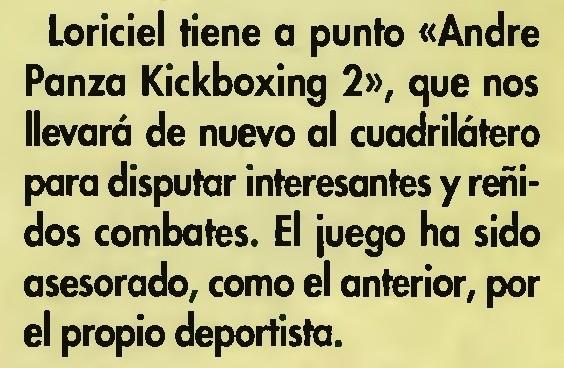 Loriciel tiene a punto «Andre
Panza Kickboxing 2», que nos
llevará de nuevo al cuadrilátero
para disputar interesantes y reñi-
dos combates. El juego ha sido
asesorado, como el anterior, por
el propio deportista.